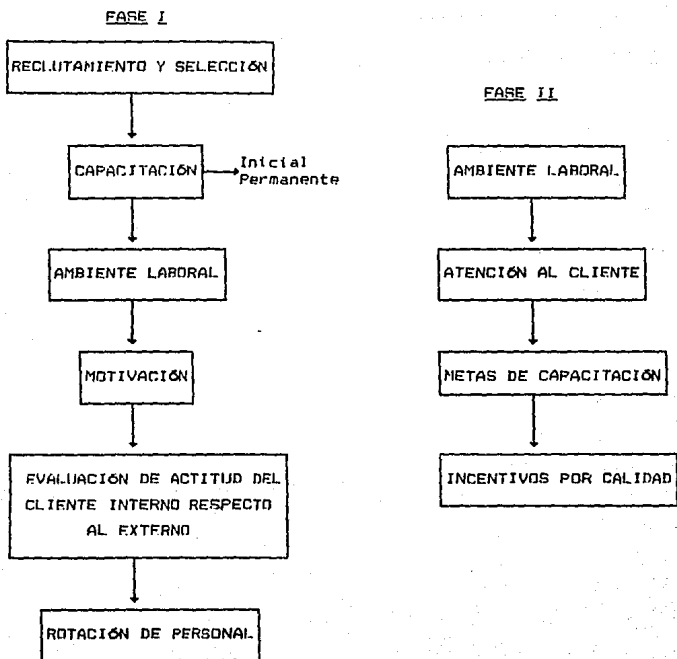 FASE I
RECLUTAMIENTO Y SELECCIÓN
CAPACITACIÓN
Inicial
Permanente
AMBIENTE LABORAL
MOTIVACIÓN
EVALUACIÓN DE ACTITUD DEL
CLIENTE INTERNO RESPECTO
AL EXTERNO
ROTACIÓN DE PERSONAL
FASE II
AMBIENTE LABORAL
ATENCIÓN AL CLIENTE
METAS DE CAPACITACIÓN
INCENTIVOS POR CALIDAD